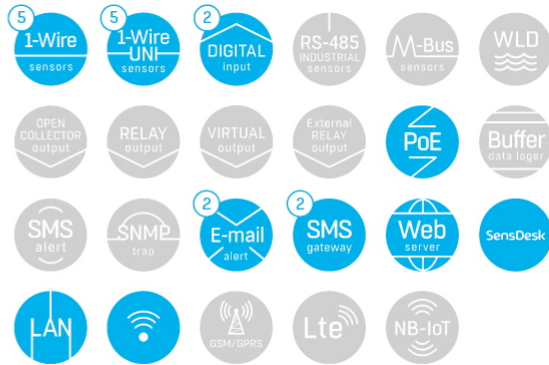 5
1-Wire
sensors
5
1-Wire
UNI
sensors
2
DIGITAL
input
RS-485
INDUSTRIAL
sensors
M-Bus
sensors
WLD
OPEN
COLLECTOR
output
RELAY
output
VIRTUAL
output
External
RELAY
output
PoE
Buffer
data loger
SMS
alert
SNMP
trap
2
E-mail
alert
2
SMS
gateway
Web
server
SensDesk
LAN
GSM/GPRS
Lte
NB-IoT